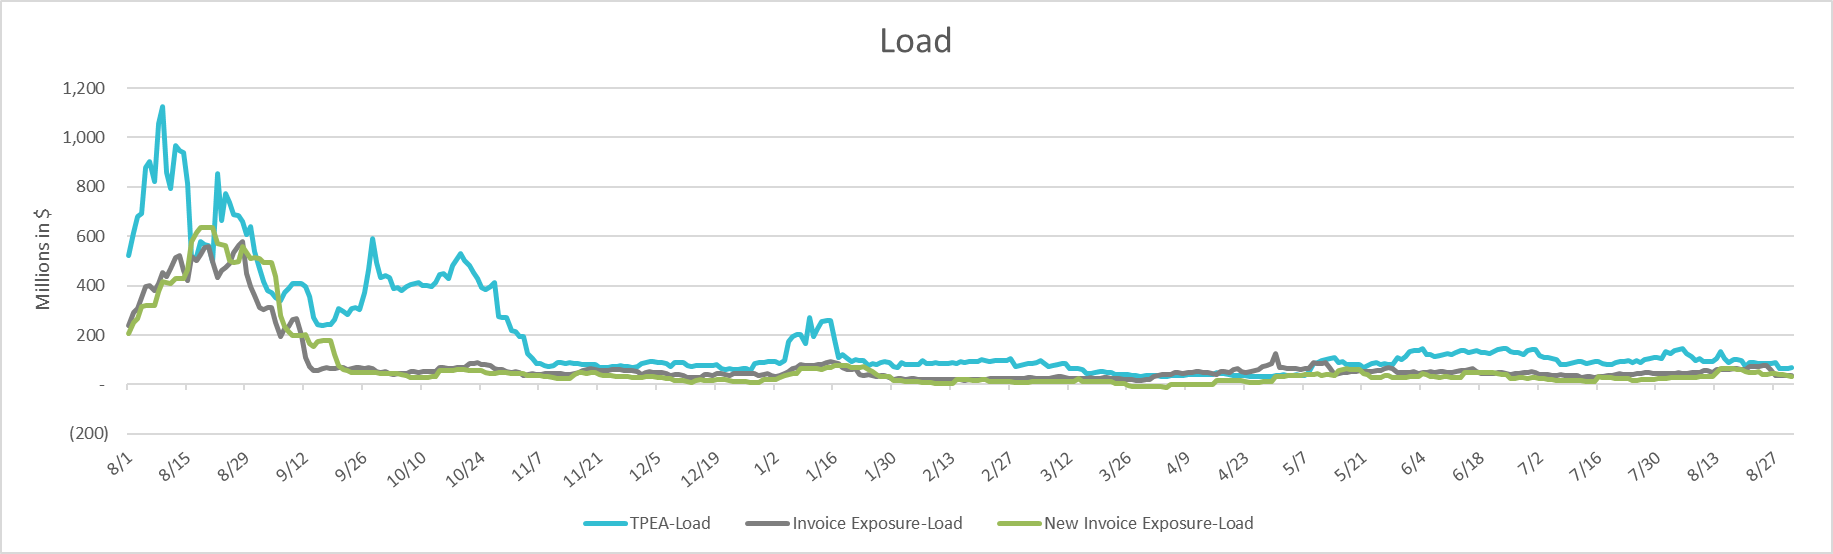 Load
Millions in $
1,200
1,000
800
600
400
200
-
(200)
8/1 8/15 8/29 9/12 9/26 10/10 10/24 11/7 11/21 12/5 12/19 1/2 1/16 1/30 2/13 2/27 3/12 3/26 4/9 4/23 5/7 5/21 6/4 6/18 7/2 7/16 7/30 8/13 8/27
TPEA-Load Invoice Exposure-Load New Invoice Exposure-Load